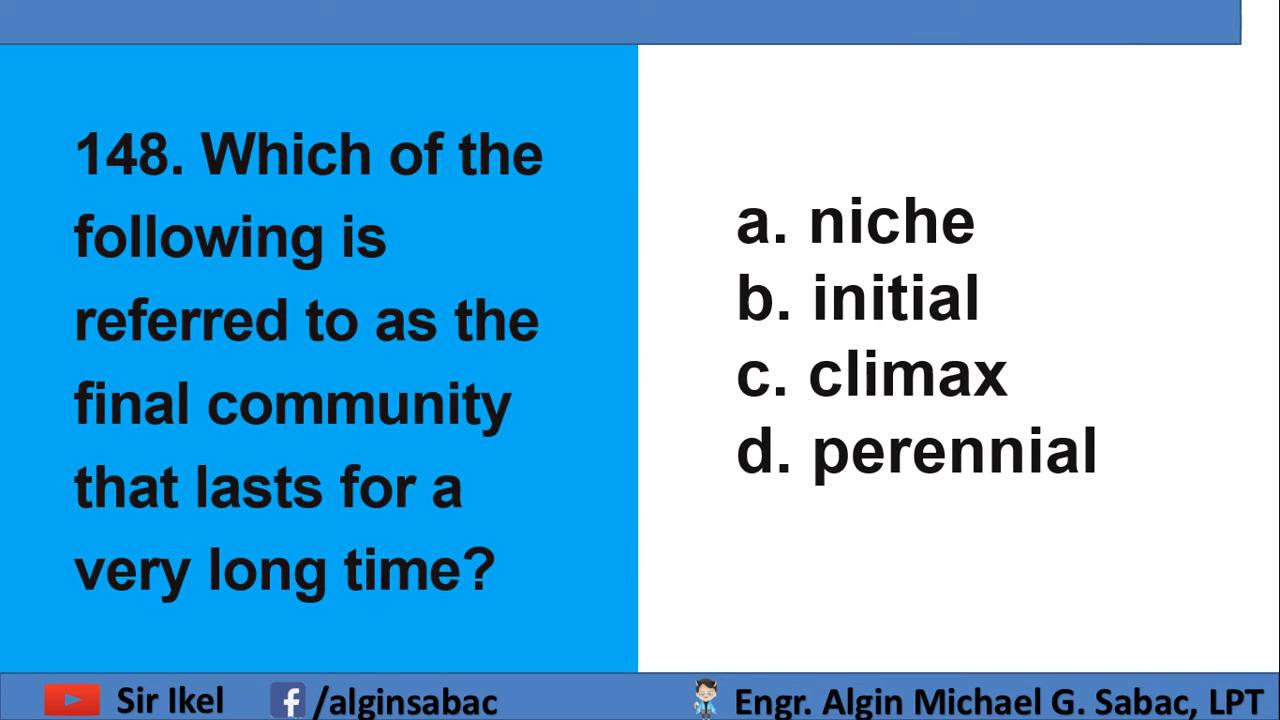 148. Which of the
following is
referred to as the
final community
that lasts for a
very long time?
a. niche
b. initial
c. climax
d. perennial
Sir Ikel
f/alginsabac
Engr. Algin Michael G. Sabac, LPT